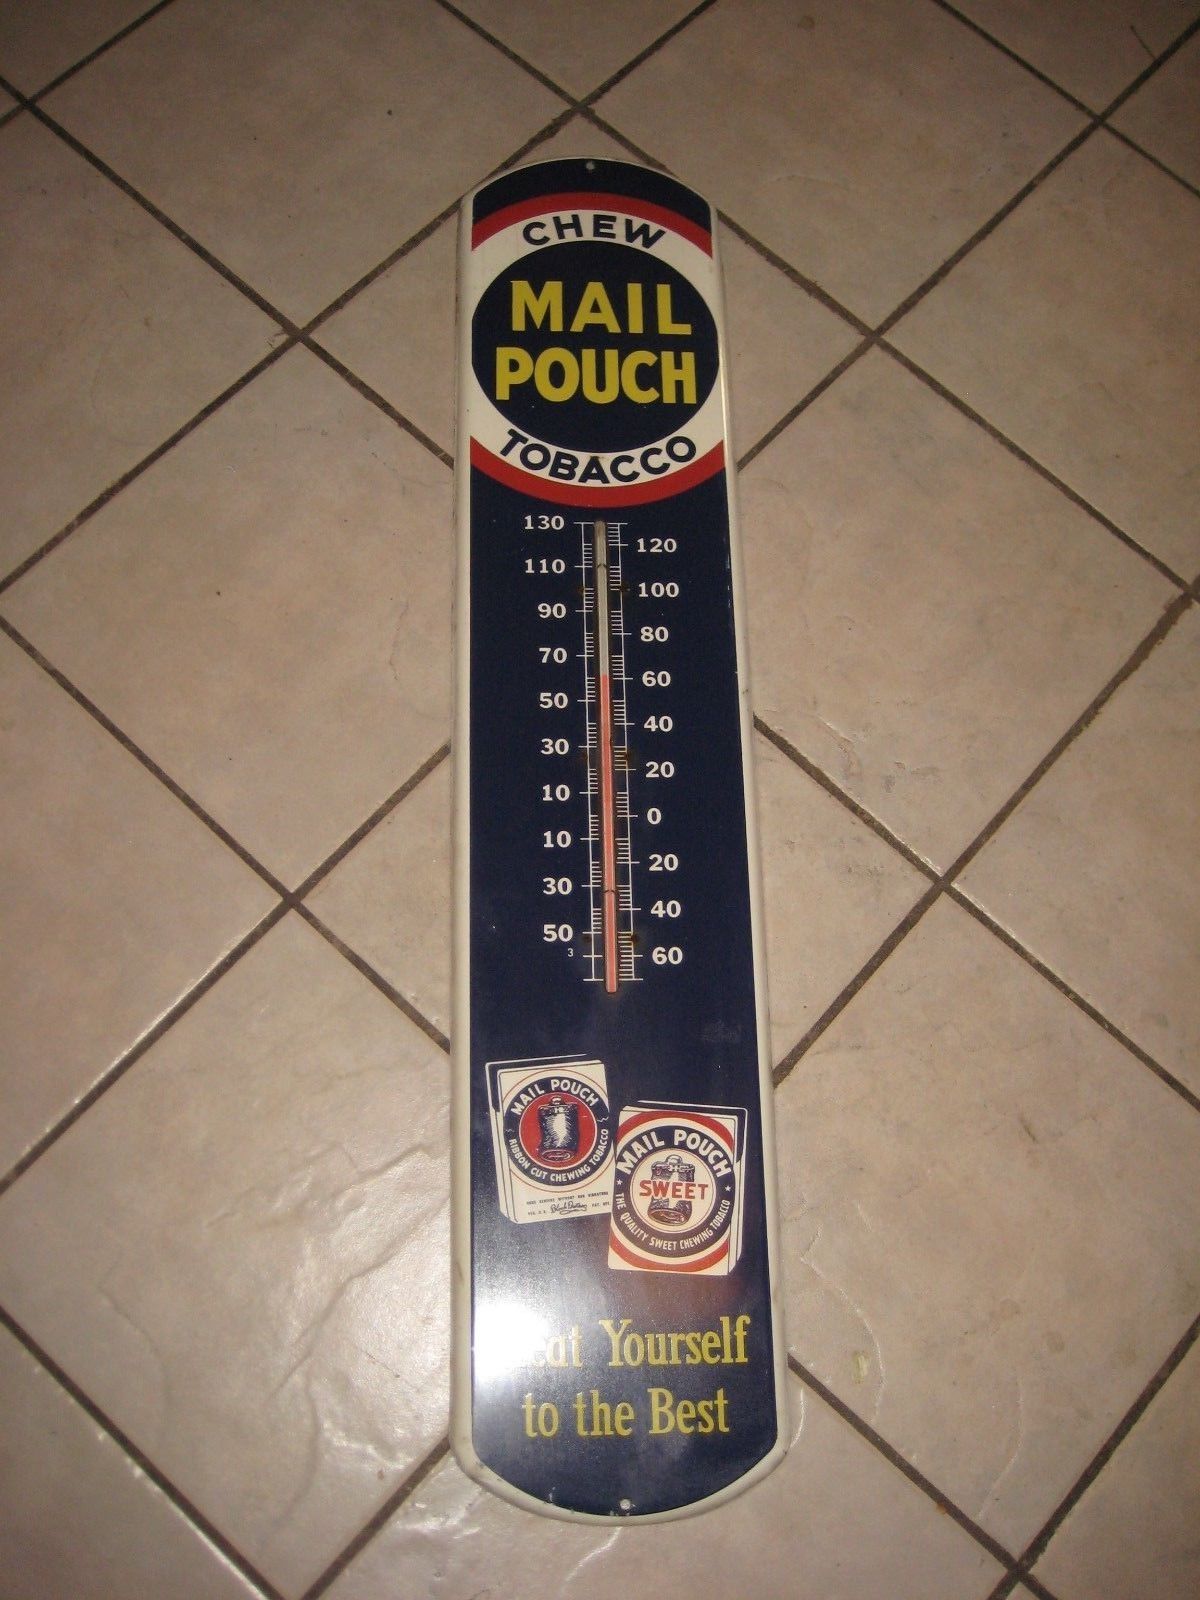 CHEW
MAIL
POUCH
TOBACCO
130
120
110
100
90
80
70
60
50
40
30
20
10
0
10
20
30
40
50
3
60
MAIL POUCH
RIBBON CUT CHEWING TOBACCO
MAIL POUCH
SWEET
THE QUALITY SWEET CHEWING TOBACCO
Yourself
to the Best